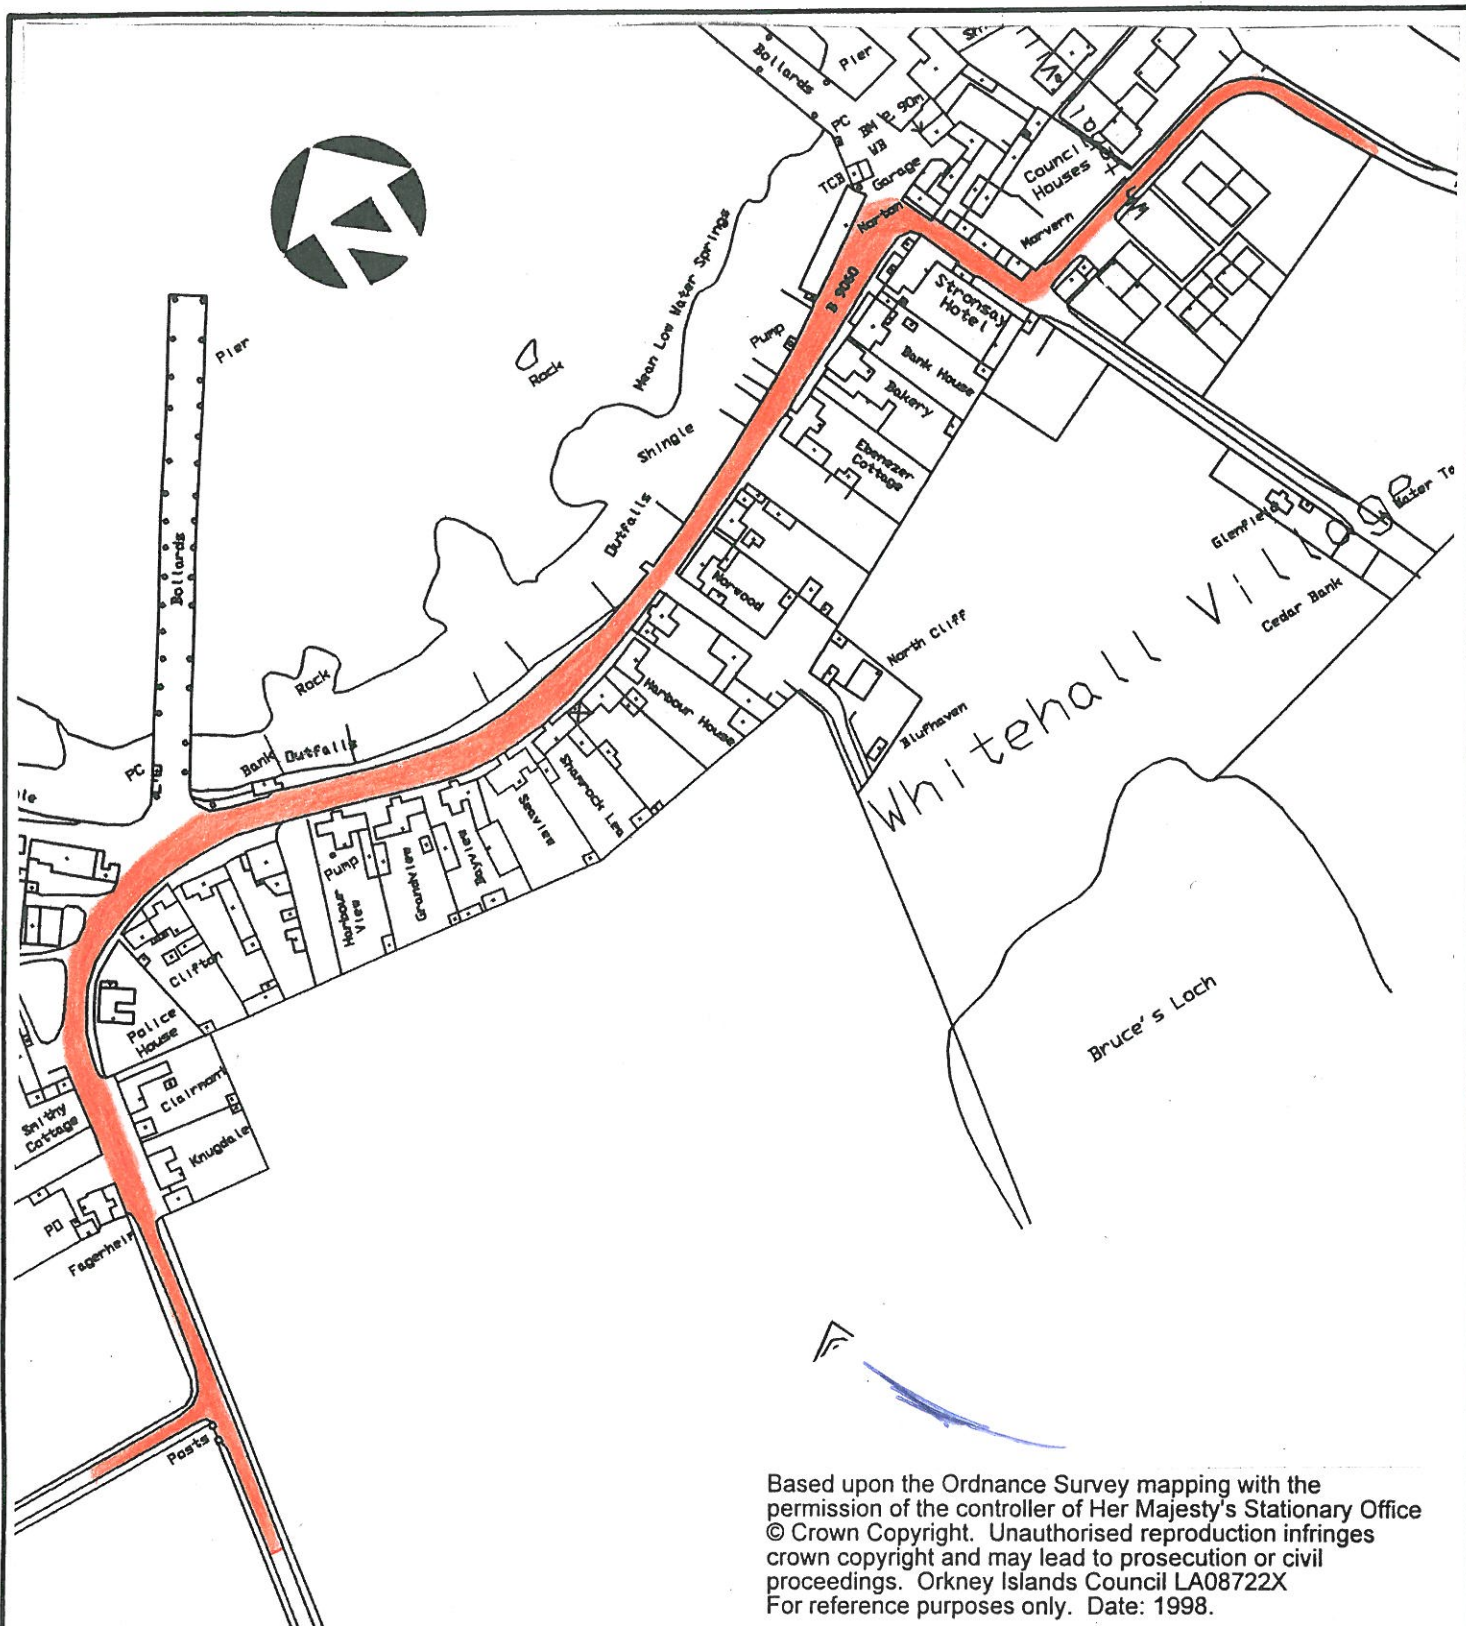 Bollards
Pier
PC
BM 12.90m
WB
TCB
Garage
Council
Houses
Norton
B 9060
Stronsay
Hotel
Mean Low Water Springs
Pump
Bank House
Bakery
Ebenezer
Cottage
Pier
Rock
Shingle
Outfalls
Bollards
Norwood
Glenfield
Cedar Bank
North Cliff
Blufhaven
Whitehall Vill
Harbour House
Rock
Shamrock Lea
Seaview
Bank
Outfalls
PC
Pump
Harbour
View
Grandview
Bayview
Clifton
Police
House
Bruce's Loch
Smithy
Cottage
Clairmont
Knugdale
PO
Fagerheim
Posts
N
Based upon the Ordnance Survey mapping with the
permission of the controller of Her Majesty's Stationary Office
© Crown Copyright. Unauthorised reproduction infringes
crown copyright and may lead to prosecution or civil
proceedings. Orkney Islands Council LA08722X
For reference purposes only. Date: 1998.